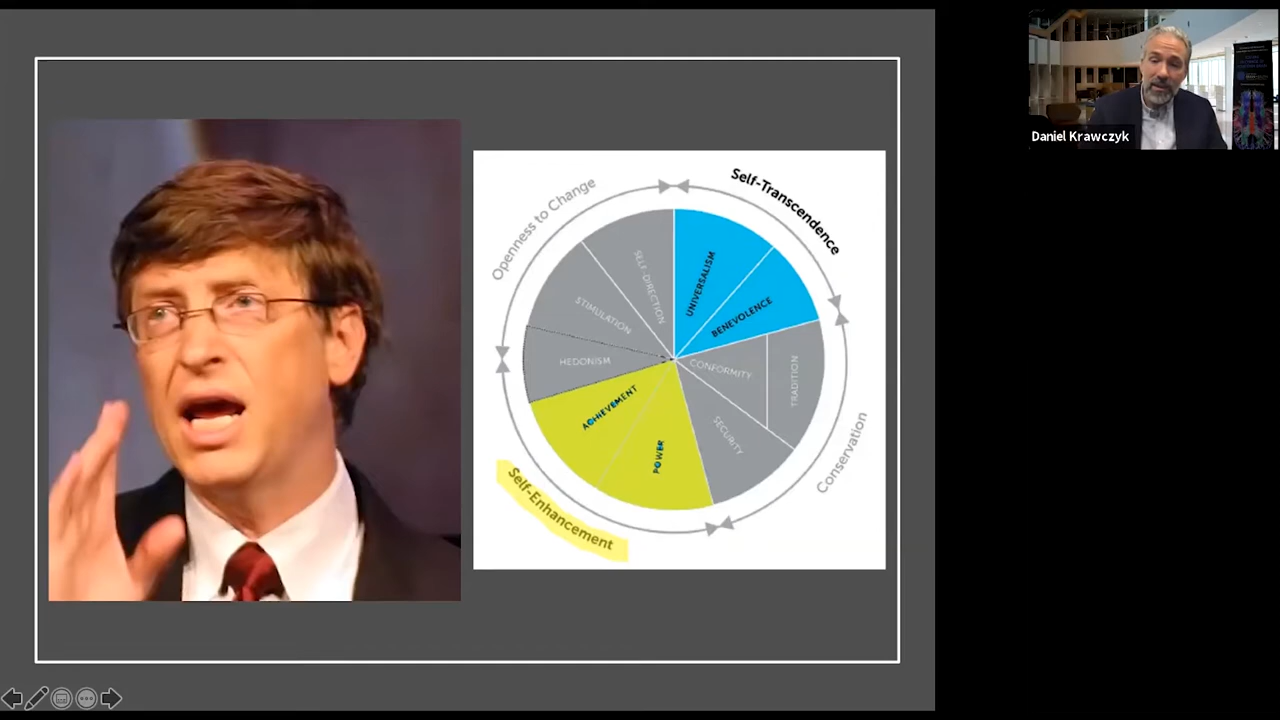 Openness to Change
Self-Transcendence
SELF-DIRECTION
UNIVERSALISM
STIMULATION
BENEVOLENCE
HEDONISM
CONFORMITY
TRADITION
ACHIEVEMENT
POWER
SECURITY
Conservation
Self-Enhancement
Daniel Krawczyk